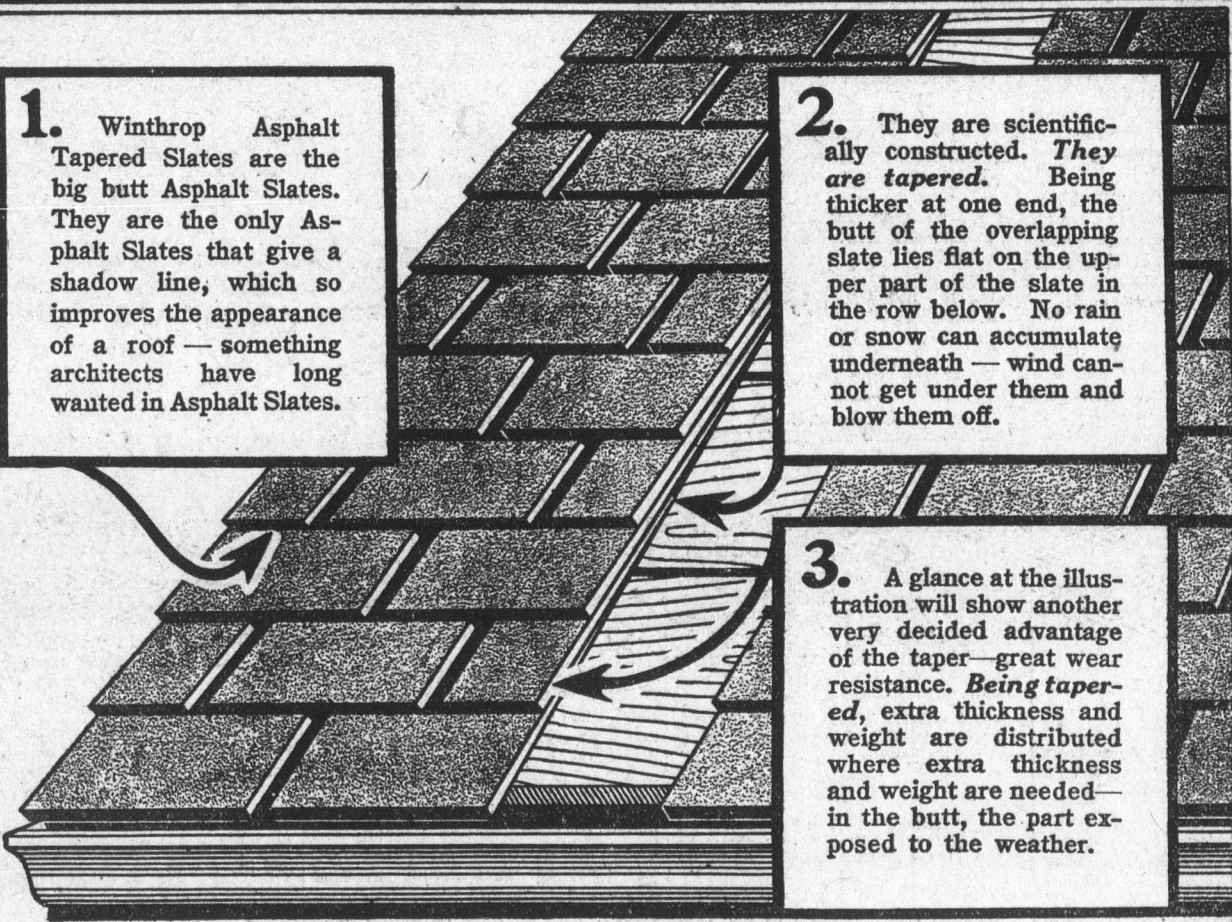 1. Winthrop Asphalt
Tapered Slates are the
big butt Asphalt Slates.
They are the only As-
phalt Slates that give a
shadow line, which so
improves the appearance
of a roof — something
architects have long
wanted in Asphalt Slates.
2. They are scientific-
ally constructed. They
are tapered. Being
thicker at one end, the
butt of the overlapping
slate lies flat on the up-
per part of the slate in
the row below. No rain
or snow can accumulate
underneath — wind can-
not get under them and
blow them off.
3. A glance at the illus-
tration will show another
very decided advantage
of the taper—great wear
resistance. Being taper-
ed, extra thickness and
weight are distributed
where extra thickness
and weight are needed—
in the butt, the part ex-
posed to the weather.